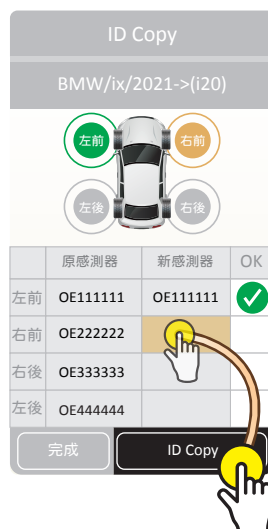 ID Copy
BMW/ix/2021->(i20)
左前 右前
左後 右後
原感測器 新感測器 OK
左前 OE111111 OE111111
右前 OE222222
右後 OE333333
左後 OE444444
完成 ID Copy